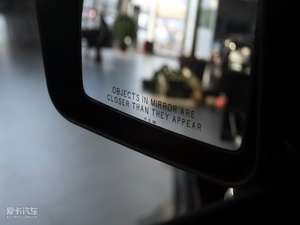 OBJECTS IN MIRROR ARE
CLOSER THAN THEY APPEAR
爱卡汽车